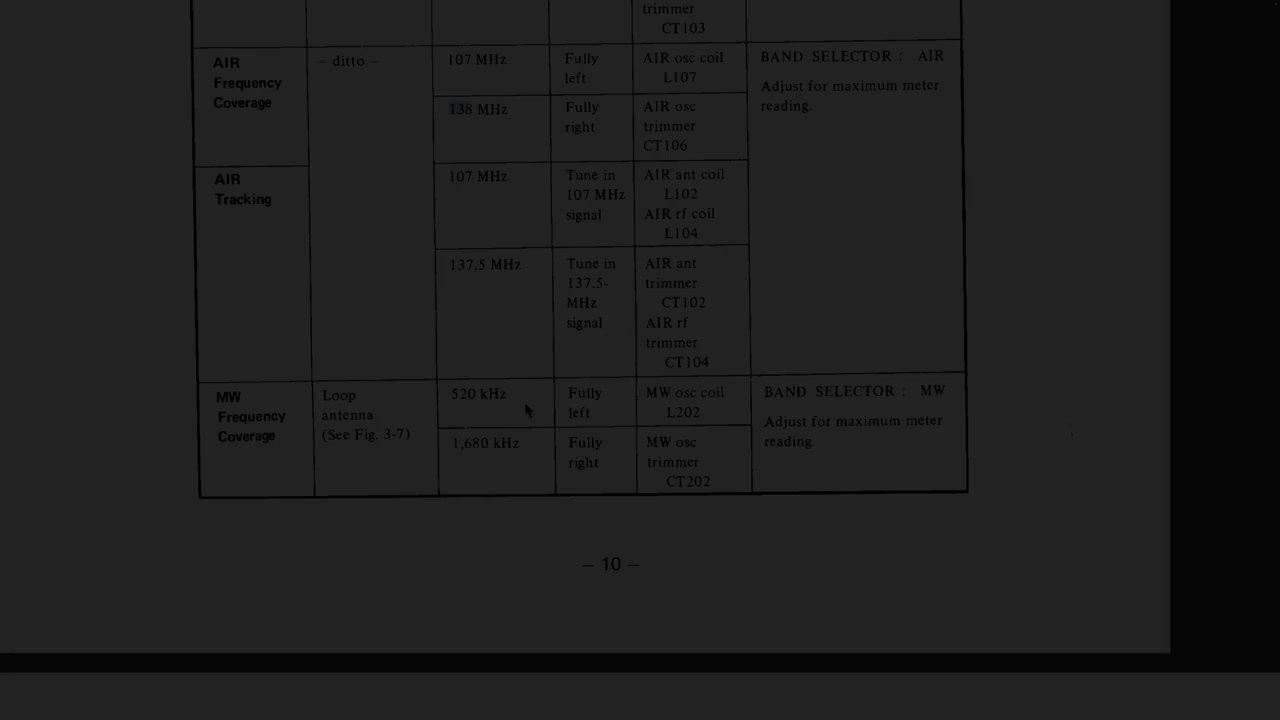 trimmer
CT103
AIR Frequency Coverage
– ditto –
107 MHz
Fully left
AIR osc coil L107
BAND SELECTOR : AIR
Adjust for maximum meter reading.
138 MHz
Fully right
AIR osc trimmer CT106
AIR Tracking
107 MHz
Tune in 107 MHz signal
AIR ant coil L102
AIR rf coil L104
137.5 MHz
Tune in 137.5-MHz signal
AIR ant trimmer CT102
AIR rf trimmer CT104
MW Frequency Coverage
Loop antenna (See Fig. 3-7)
520 kHz
Fully left
MW osc coil L202
BAND SELECTOR : MW
Adjust for maximum meter reading.
1,680 kHz
Fully right
MW osc trimmer CT202
– 10 –